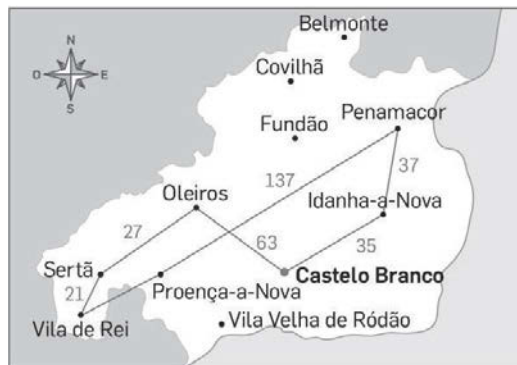 Belmonte
N
O E
S
Covilhã
Penamacor
Fundão
137
37
Oleiros
Idanha-a-Nova
27
63
35
Sertã
Castelo Branco
21
Proença-a-Nova
Vila de Rei
Vila Velha de Ródão